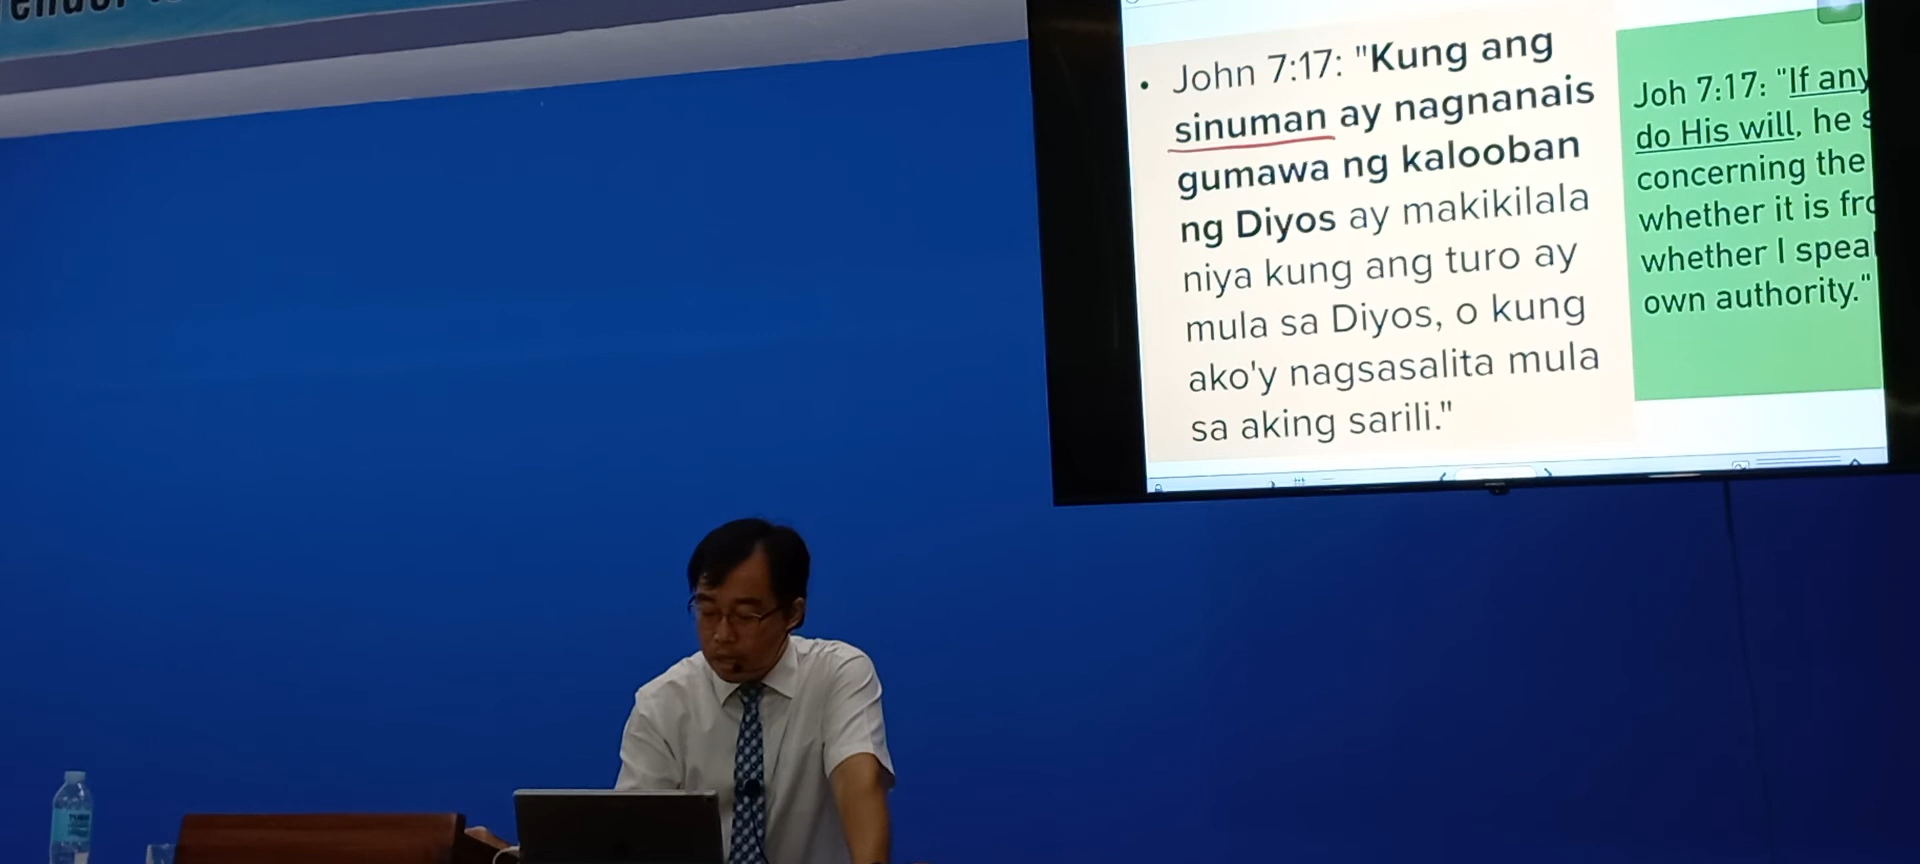 • John 7:17: "Kung ang
sinuman ay nagnanais
gumawa ng kalooban
ng Diyos ay makikilala
niya kung ang turo ay
mula sa Diyos, o kung
ako'y nagsasalita mula
sa aking sarili."
Joh 7:17: "If any
do His will, he s
concerning the
whether it is fro
whether I spea
own authority."